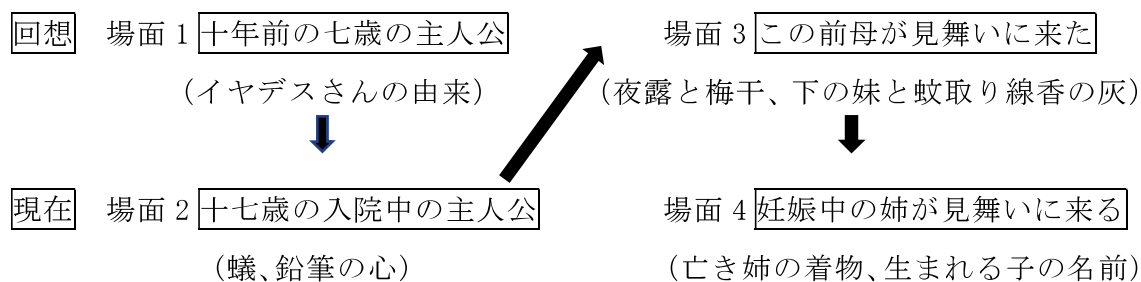 回想　場面1 十年前の七歳の主人公　場面3 この前母が見舞いに来た
(イヤデスさんの由来)　(夜露と梅干、下の妹と蚊取り線香の灰)
現在　場面2 十七歳の入院中の主人公　場面4 妊娠中の姉が見舞いに来る
(蟻、鉛筆の心)　(亡き姉の着物、生まれる子の名前)